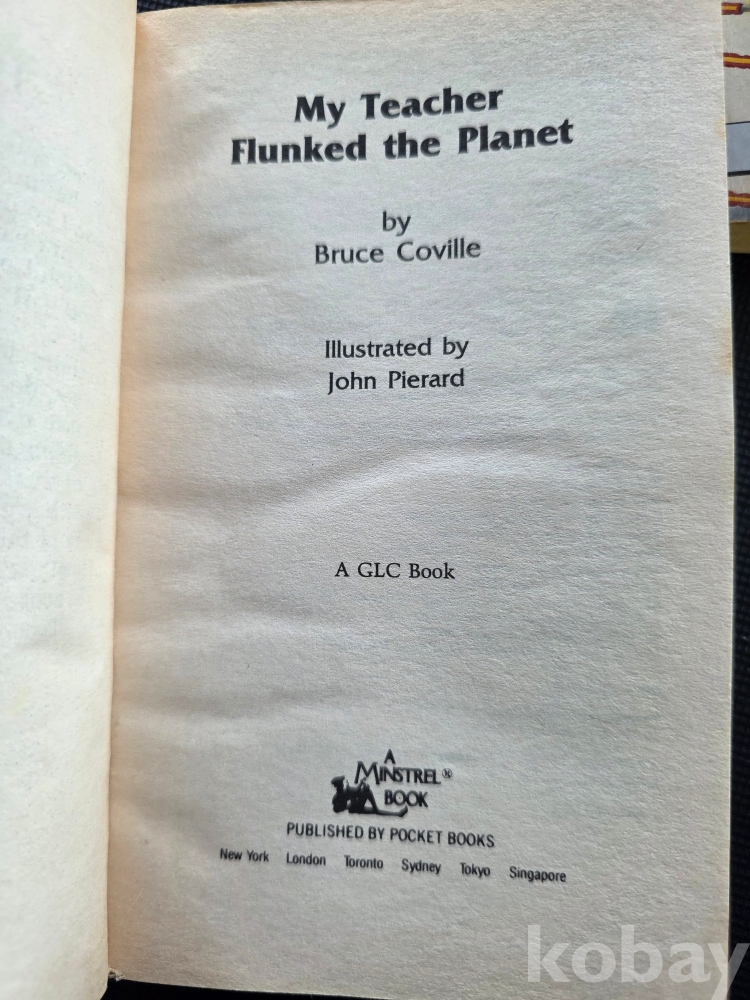 My Teacher
Flunked the Planet
by
Bruce Coville
Illustrated by
John Pierard
A GLC Book
A
MINSTREL®
BOOK
PUBLISHED BY POCKET BOOKS
New York London Toronto Sydney Tokyo Singapore
kobay